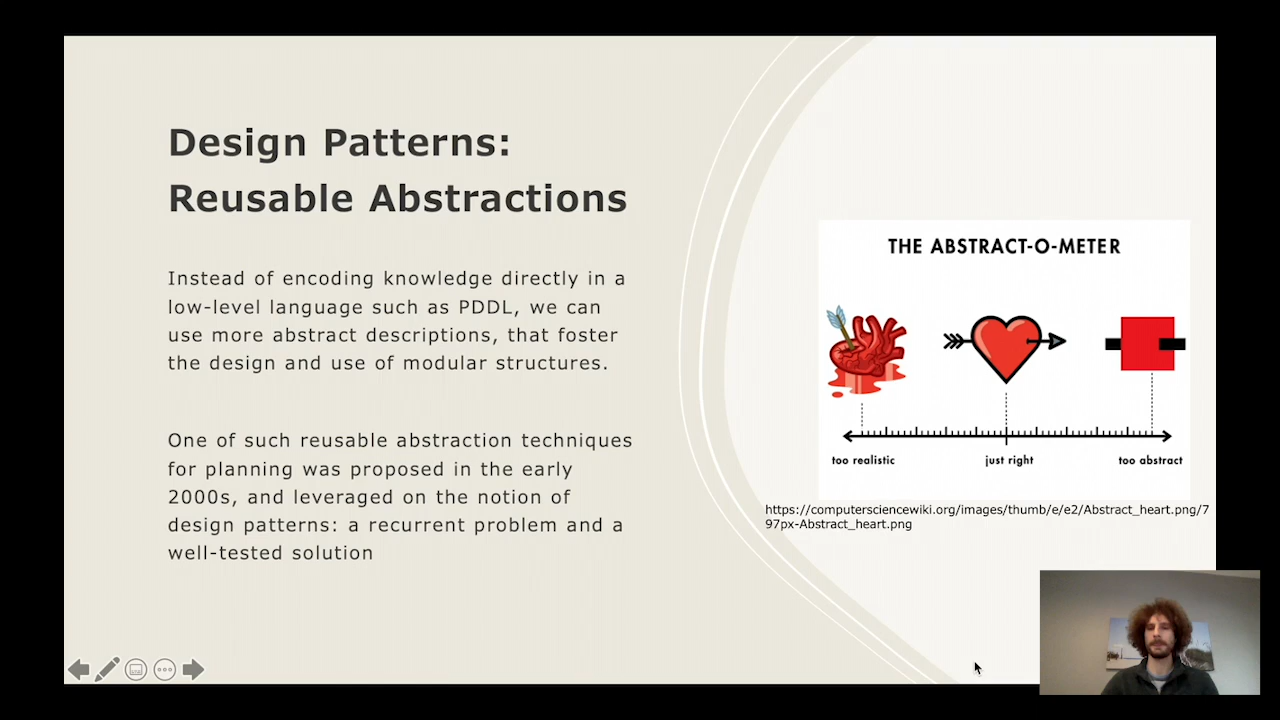 Design Patterns:
Reusable Abstractions
Instead of encoding knowledge directly in a
low-level language such as PDDL, we can
use more abstract descriptions, that foster
the design and use of modular structures.
One of such reusable abstraction techniques
for planning was proposed in the early
2000s, and leveraged on the notion of
design patterns: a recurrent problem and a
well-tested solution
THE ABSTRACT-O-METER
too realistic
just right
too abstract
https://computersciencewiki.org/images/thumb/e/e2/Abstract_heart.png/7
97px-Abstract_heart.png